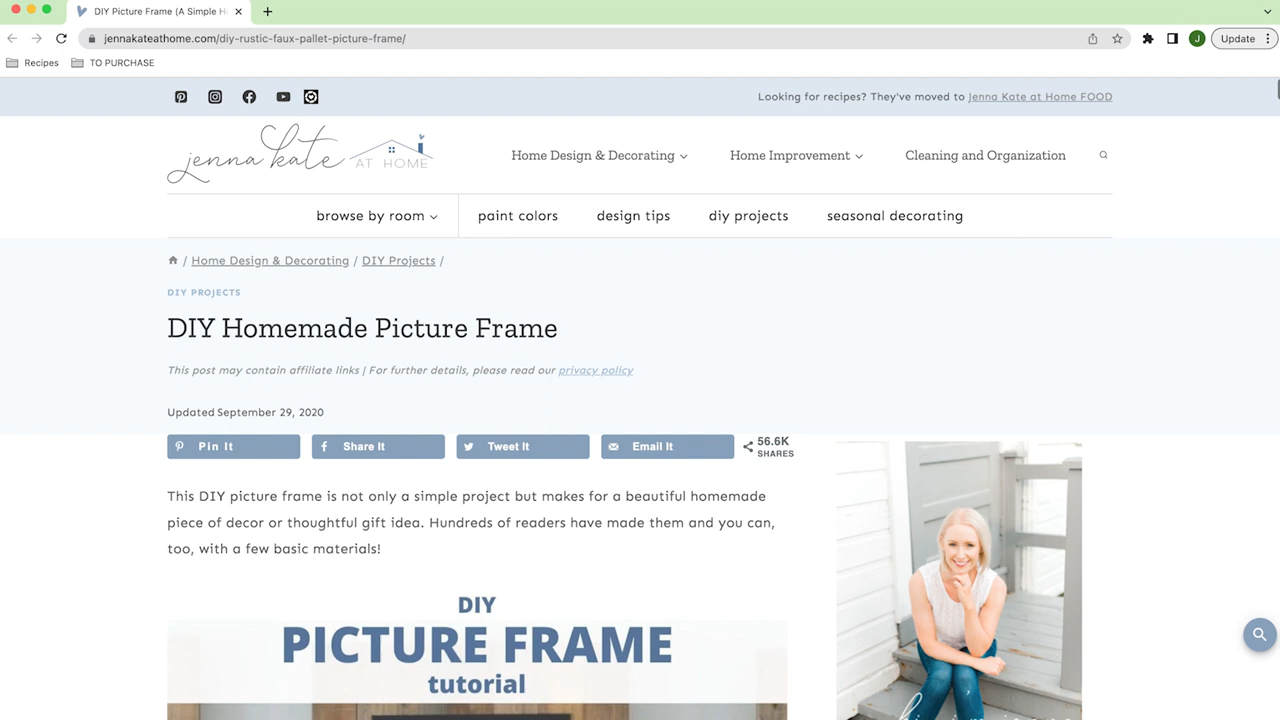 DIY Picture Frame (A Simple H
jennakateathome.com/diy-rustic-faux-pallet-picture-frame/
J
Update
Recipes
TO PURCHASE
Looking for recipes? They've moved to Jenna Kate at Home FOOD
jenna kate AT HOME
Home Design & Decorating
Home Improvement
Cleaning and Organization
browse by room
paint colors
design tips
diy projects
seasonal decorating
/ Home Design & Decorating / DIY Projects /
DIY PROJECTS
DIY Homemade Picture Frame
This post may contain affiliate links | For further details, please read our privacy policy
Updated September 29, 2020
Pin It
Share It
Tweet It
Email It
56.6K
SHARES
This DIY picture frame is not only a simple project but makes for a beautiful homemade
piece of decor or thoughtful gift idea. Hundreds of readers have made them and you can,
too, with a few basic materials!
DIY
PICTURE FRAME
tutorial